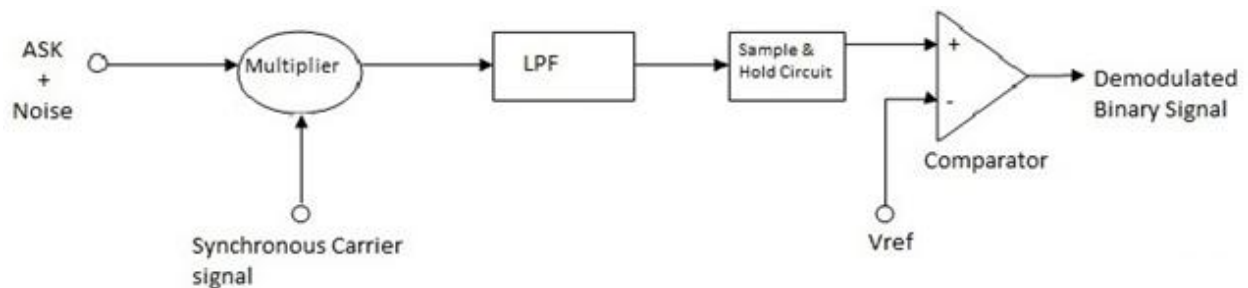 ASK
+
Noise
Multiplier
LPF
Sample &
Hold Circuit
+
-
Demodulated
Binary Signal
Comparator
Synchronous Carrier
signal
Vref